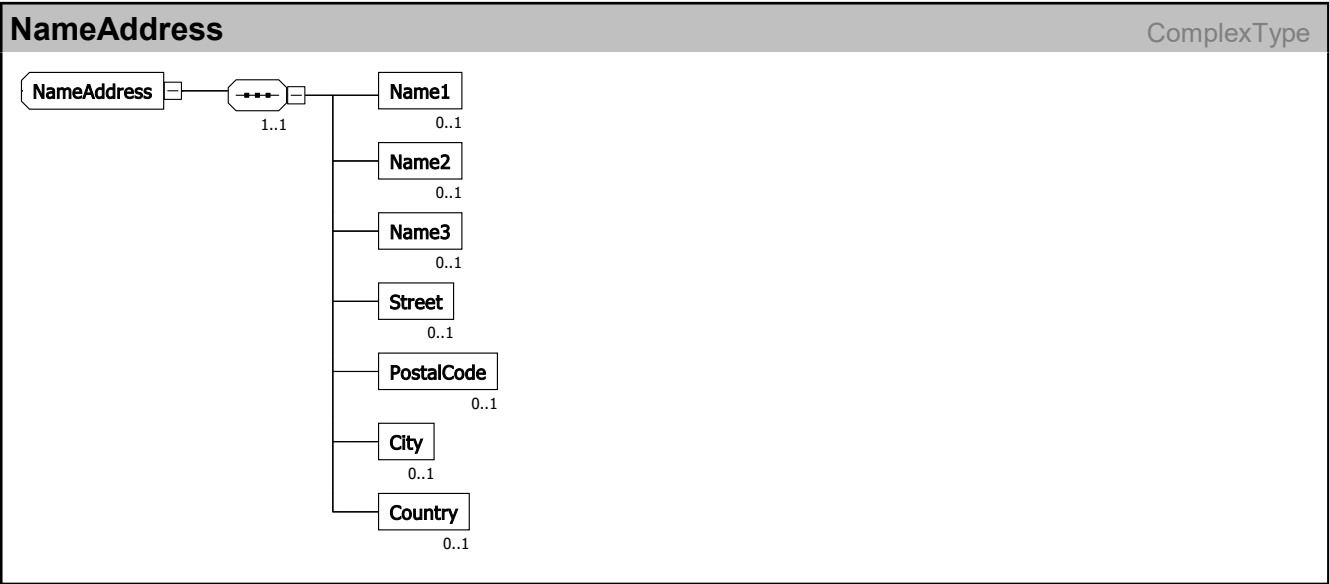 NameAddress ComplexType
NameAddress
1..1
Name1
0..1
Name2
0..1
Name3
0..1
Street
0..1
PostalCode
0..1
City
0..1
Country
0..1